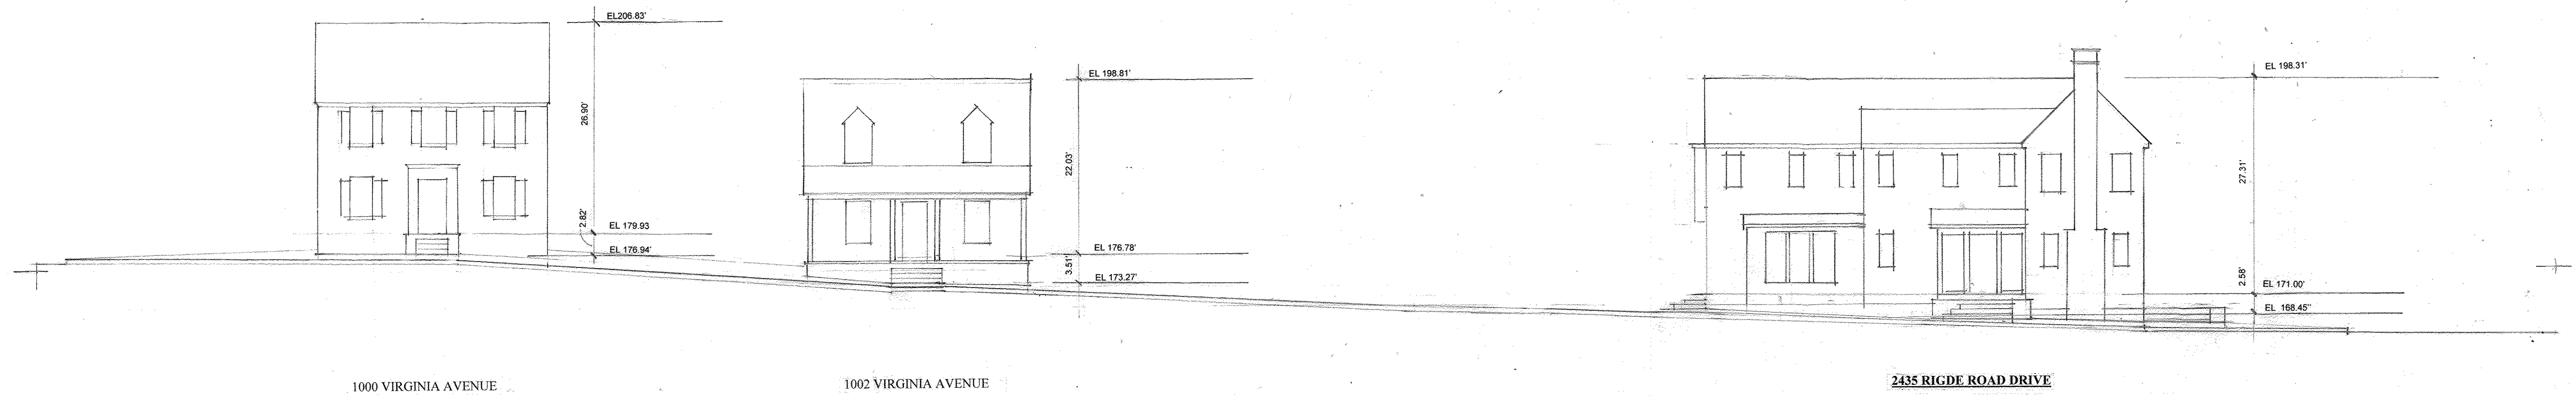 EL206.83'
26.90'
2.82'
EL 179.93
EL 176.94'
1000 VIRGINIA AVENUE
EL 198.81'
22.03'
EL 176.78'
3.51'
EL 173.27'
1002 VIRGINIA AVENUE
EL 198.31'
27.31'
2.58'
EL 171.00'
EL 168.45"
2435 RIGDE ROAD DRIVE